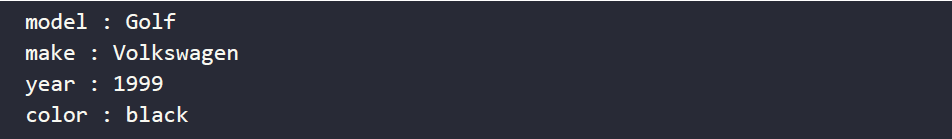 model : Golf
make : Volkswagen
year : 1999
color : black